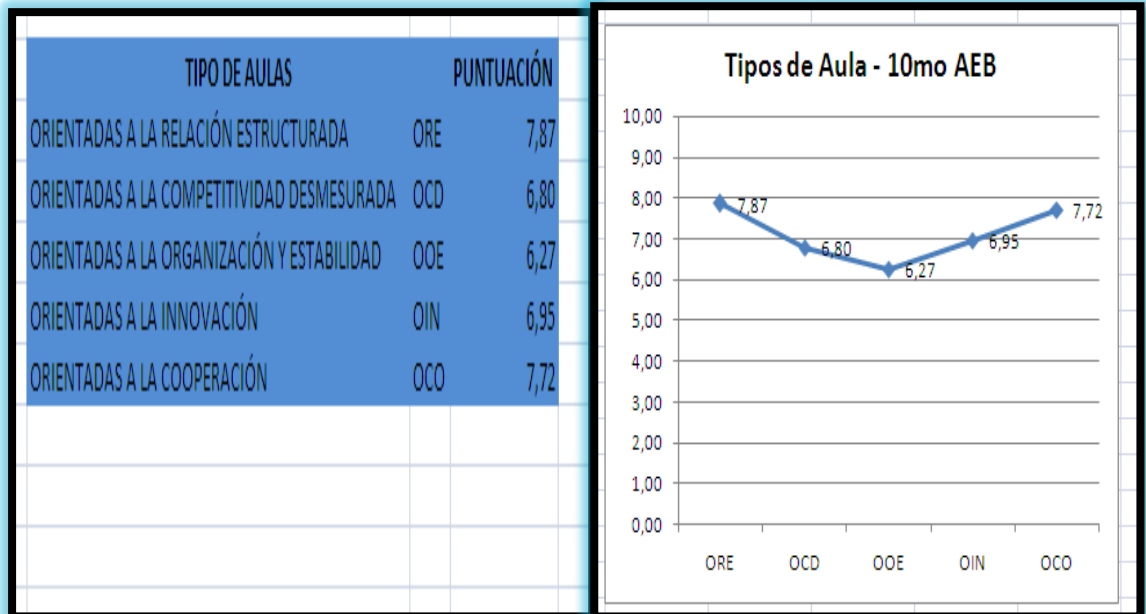 TIPO DE AULAS PUNTUACIÓN
ORIENTADAS A LA RELACIÓN ESTRUCTURADA ORE 7,87
ORIENTADAS A LA COMPETITIVIDAD DESMESURADA OCD 6,80
ORIENTADAS A LA ORGANIZACIÓN Y ESTABILIDAD OOE 6,27
ORIENTADAS A LA INNOVACIÓN OIN 6,95
ORIENTADAS A LA COOPERACIÓN OCO 7,72
Tipos de Aula - 10mo AEB
10,00
9,00
8,00
7,00
6,00
5,00
4,00
3,00
2,00
1,00
0,00
7,87
6,80
6,27
6,95
7,72
ORE OCD OOE OIN OCO